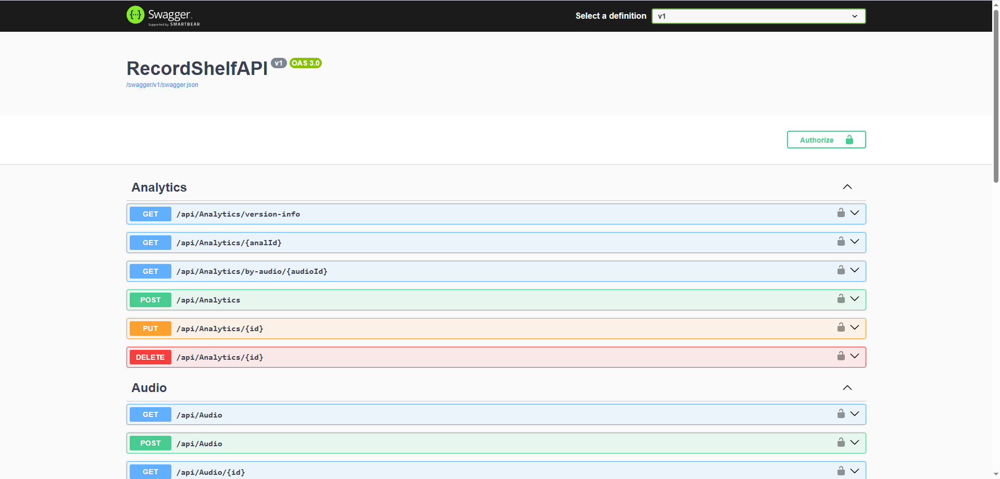 Swagger.
Supported by SMARTBEAR
Select a definition
v1
RecordShelfAPI v1 OAS 3.0
/swagger/v1/swagger.json
Authorize
Analytics
GET /api/Analytics/version-info
GET /api/Analytics/{analId}
GET /api/Analytics/by-audio/{audioId}
POST /api/Analytics
PUT /api/Analytics/{id}
DELETE /api/Analytics/{id}
Audio
GET /api/Audio
POST /api/Audio
GET /api/Audio/{id}